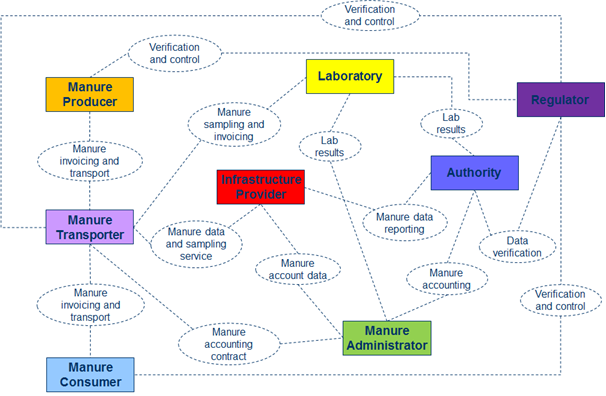 Verification
and control
Verification
and control
Manure
Producer
Laboratory
Regulator
Manure
sampling and
invoicing
Lab
results
Lab
results
Manure
invoicing and
transport
Infrastructure
Provider
Authority
Manure
Transporter
Manure data
and sampling
service
Manure data
reporting
Data
verification
Manure
account data
Manure
accounting
Manure
invoicing and
transport
Verification
and control
Manure
accounting
contract
Manure
Administrator
Manure
Consumer